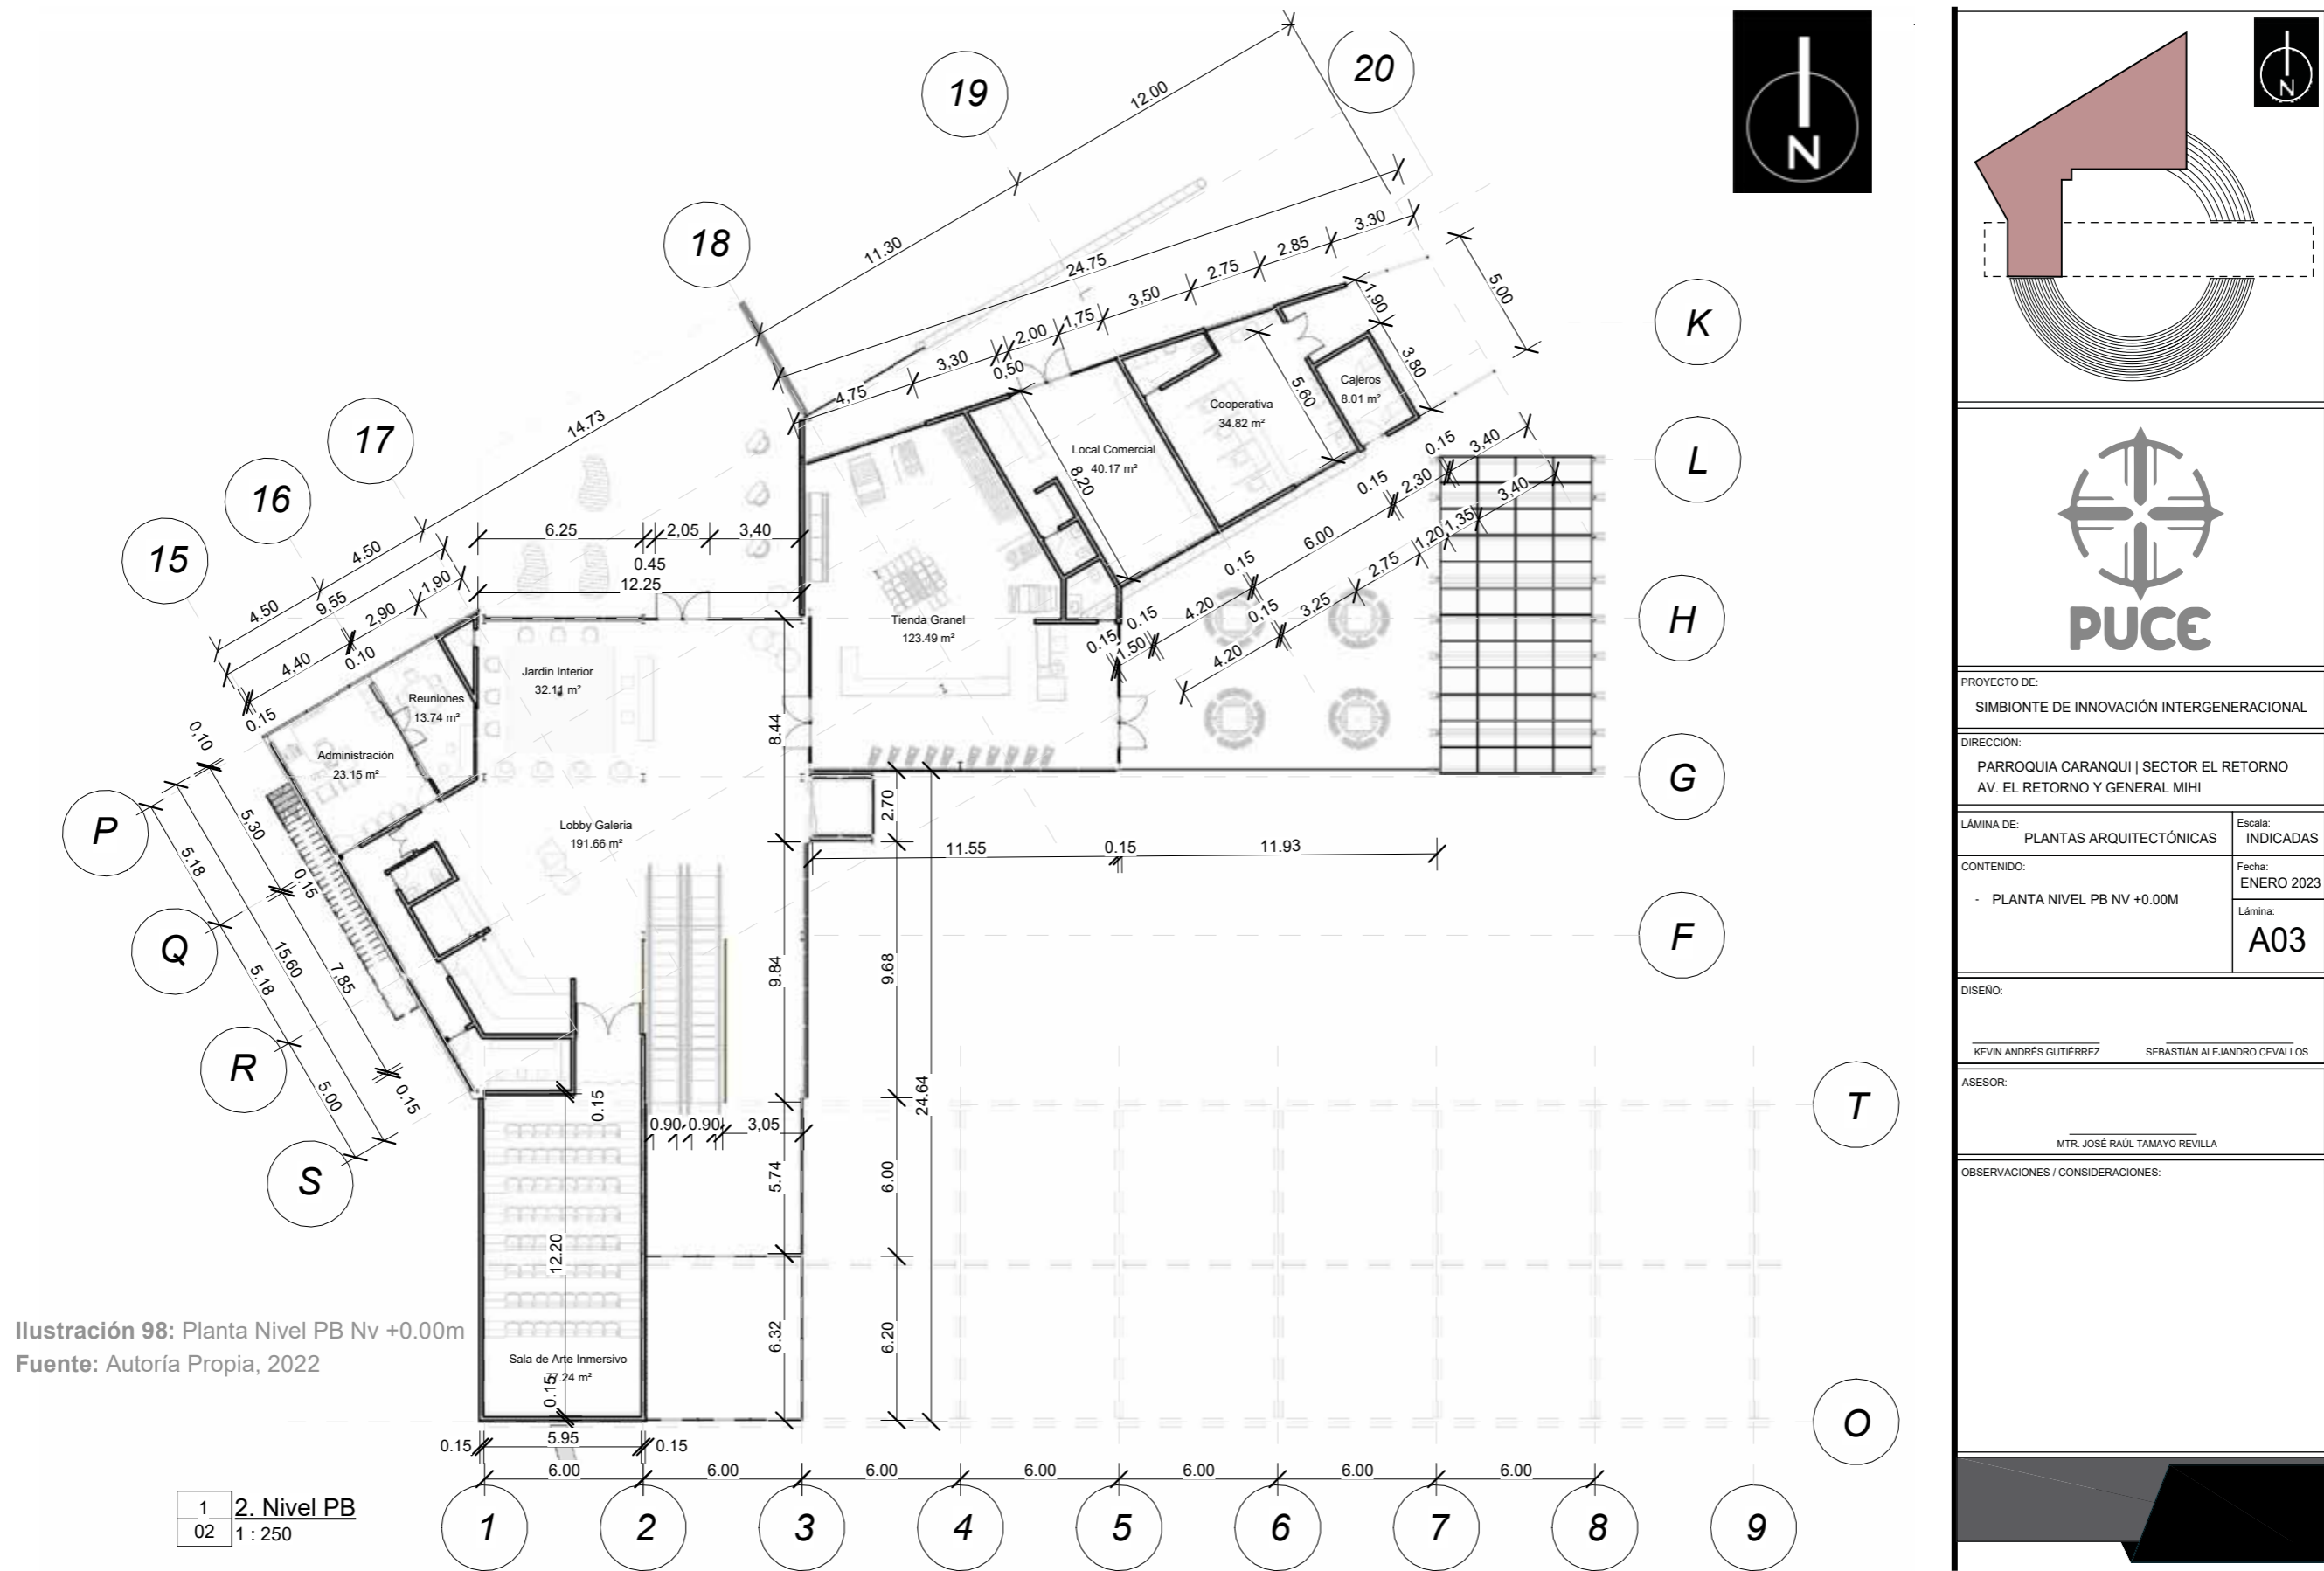 19
20
12.00
N
18
11.30
24.75
3.30
2.85
2.75
3,50
1,75
2.00
0,50
3,30
4,75
5,00
1,90
3,80
K
14.73
17
16
15
Cajeros
8.01 m²
5.60
Cooperativa
34.82 m²
Local Comercial
40.17 m²
8,20
L
0.15
3,40
2,30
0.15
3,40
6.00
1,35
1,20
2,75
0.15
4.20
3,25
0,15
0.15
0.15
1.50
4.20
6.25
2,05
3,40
0.45
12.25
4.50
4.50
9,55
1,90
2,90
4,40
0.10
0.15
H
Tienda Granel
123.49 m²
Jardin Interior
32.11 m²
Reuniones
13.74 m²
Administración
23.15 m²
8.44
0,10
G
P
5,30
5.18
0.15
Lobby Galeria
191.66 m²
2.70
11.55
0.15
11.93
Q
15.60
5.18
7,85
F
9.84
9.68
R
5.00
0.15
24.64
0.15
0.90
0.90
3,05
T
S
5.74
6.00
12.20
6.32
6.20
Sala de Arte Inmersivo
77.24 m²
0.15
O
Ilustración 98: Planta Nivel PB Nv +0.00m
Fuente: Autoría Propia, 2022
0.15
5.95
0.15
6.00
6.00
6.00
6.00
6.00
6.00
6.00
1
2
3
4
5
6
7
8
9
1
2. Nivel PB
02
1 : 250
N
PUCE
PROYECTO DE:
SIMBIONTE DE INNOVACIÓN INTERGENERACIONAL
DIRECCIÓN:
PARROQUIA CARANQUI | SECTOR EL RETORNO
AV. EL RETORNO Y GENERAL MIHI
LÁMINA DE:
PLANTAS ARQUITECTÓNICAS
Escala:
INDICADAS
CONTENIDO:
- PLANTA NIVEL PB NV +0.00M
Fecha:
ENERO 2023
Lámina:
A03
DISEÑO:
KEVIN ANDRÉS GUTIÉRREZ
SEBASTIÁN ALEJANDRO CEVALLOS
ASESOR:
MTR. JOSÉ RAÚL TAMAYO REVILLA
OBSERVACIONES / CONSIDERACIONES: